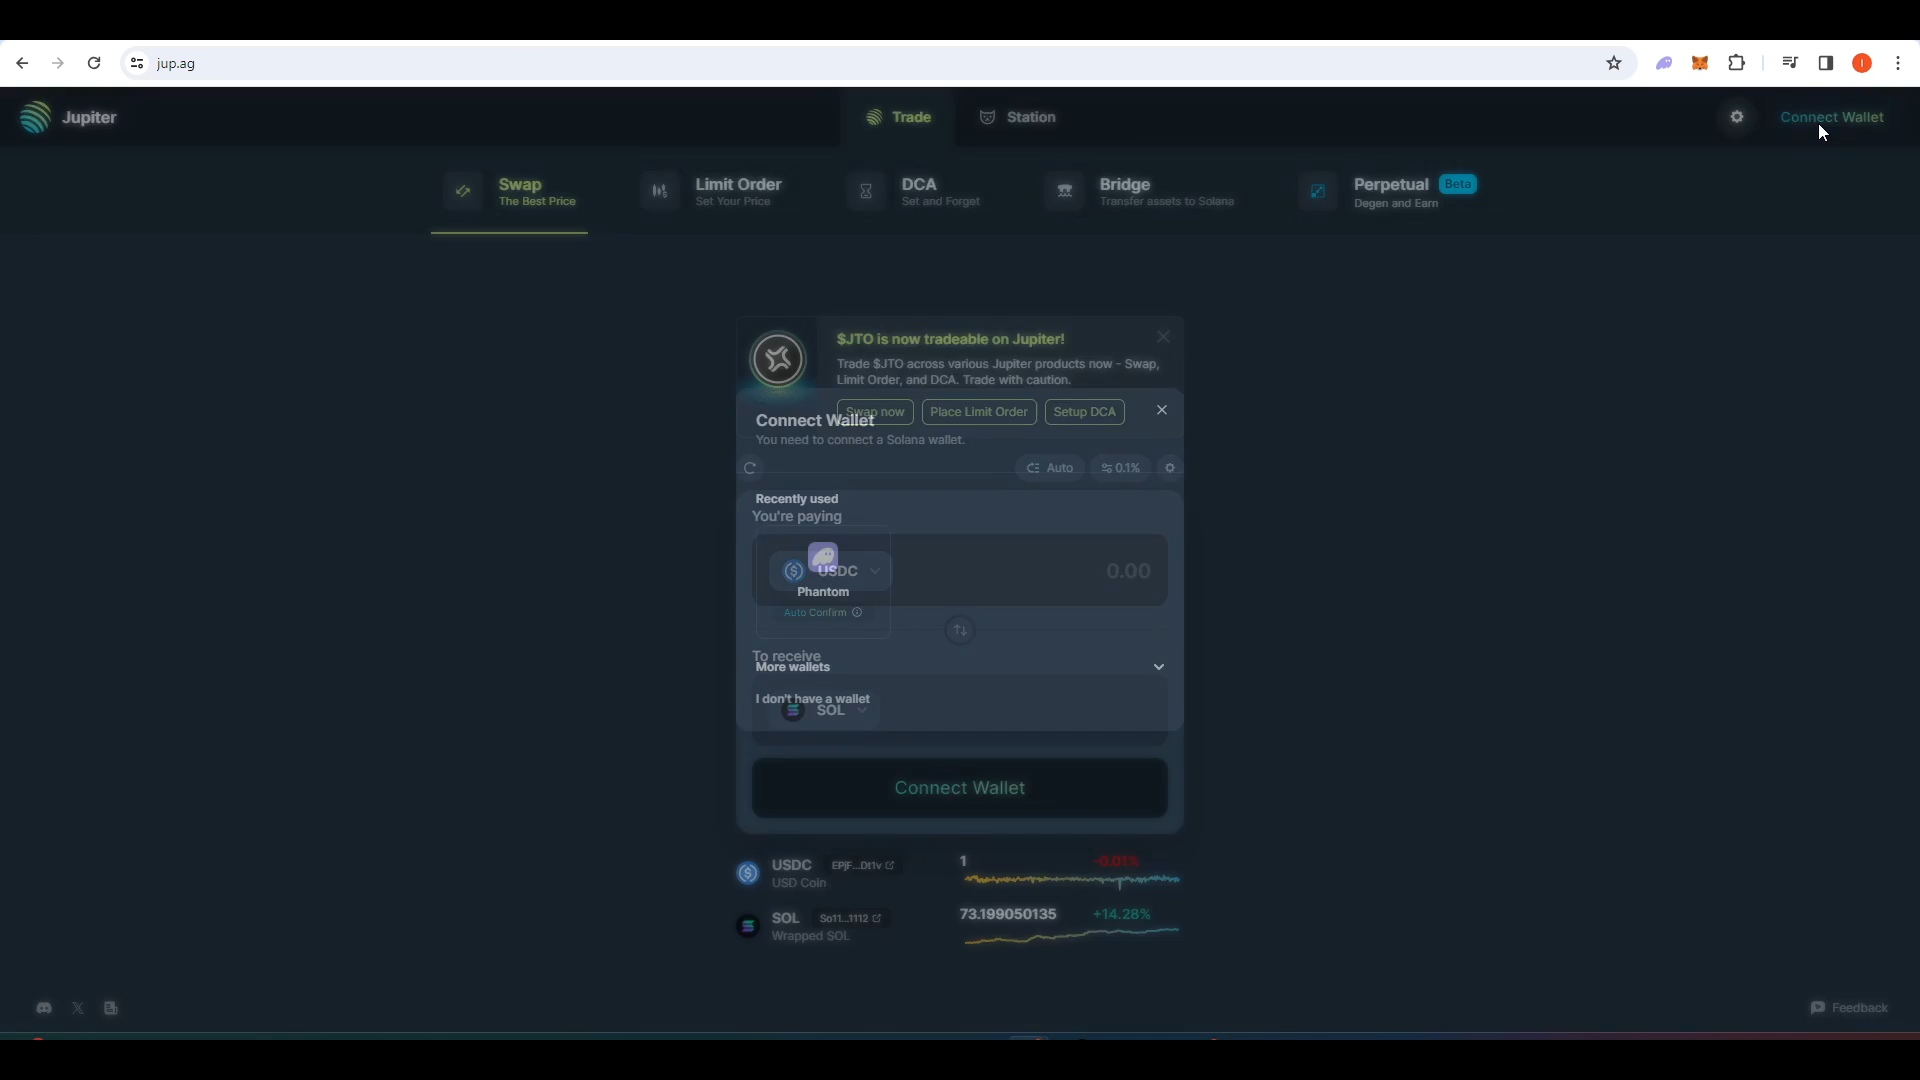 jup.ag
I
Jupiter
Trade
Station
Connect Wallet
Swap
The Best Price
Limit Order
Set Your Price
DCA
Set and Forget
Bridge
Transfer assets to Solana
Perpetual
Beta
Degen and Earn
$JTO is now tradeable on Jupiter!
Trade $JTO across various Jupiter products now - Swap,
Limit Order, and DCA. Trade with caution.
Swap now
Place Limit Order
Setup DCA
Connect Wallet
You need to connect a Solana wallet.
Auto
0.1%
Recently used
You're paying
USDC
0.00
Phantom
Auto Confirm
To receive
More wallets
I don't have a wallet
SOL
Connect Wallet
USDC
EPjF...Dt1v
1
-0.01%
USD Coin
SOL
So11...1112
73.199050135
+14.28%
Wrapped SOL
Feedback